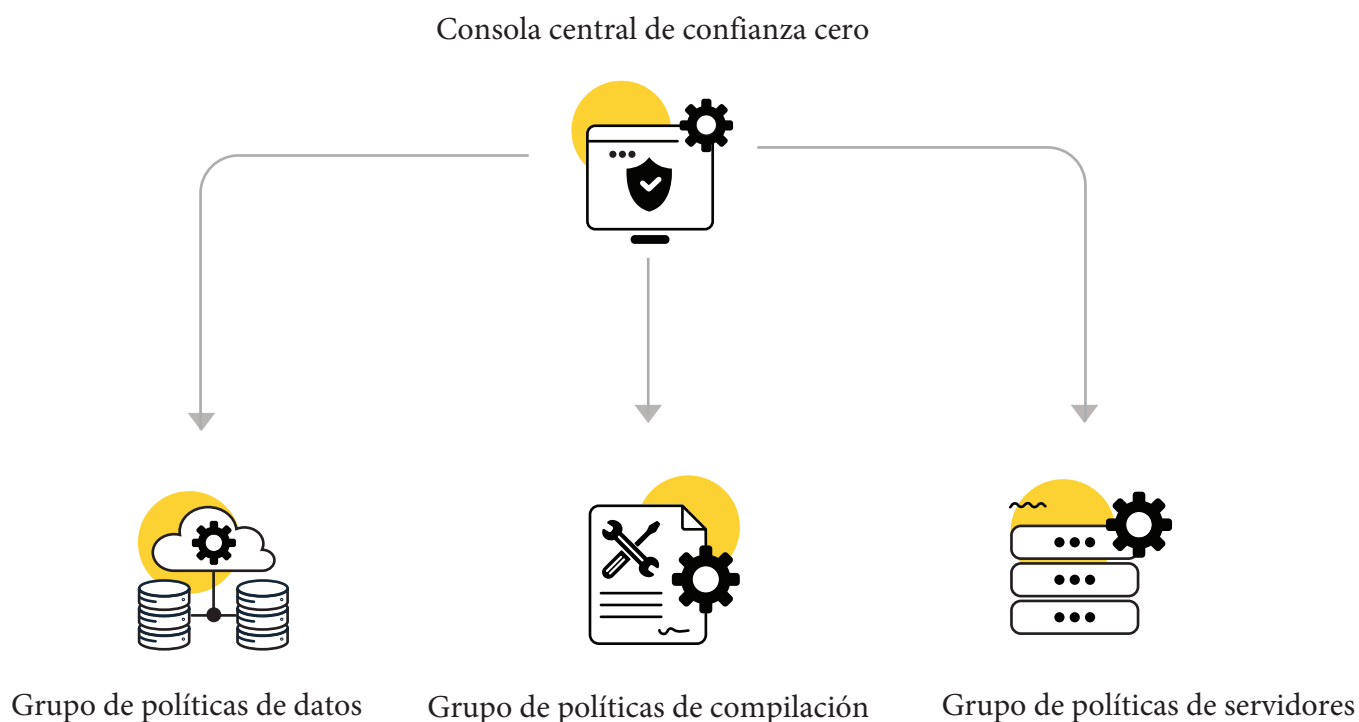 Consola central de confianza cero
Grupo de políticas de datos
Grupo de políticas de compilación
Grupo de políticas de servidores